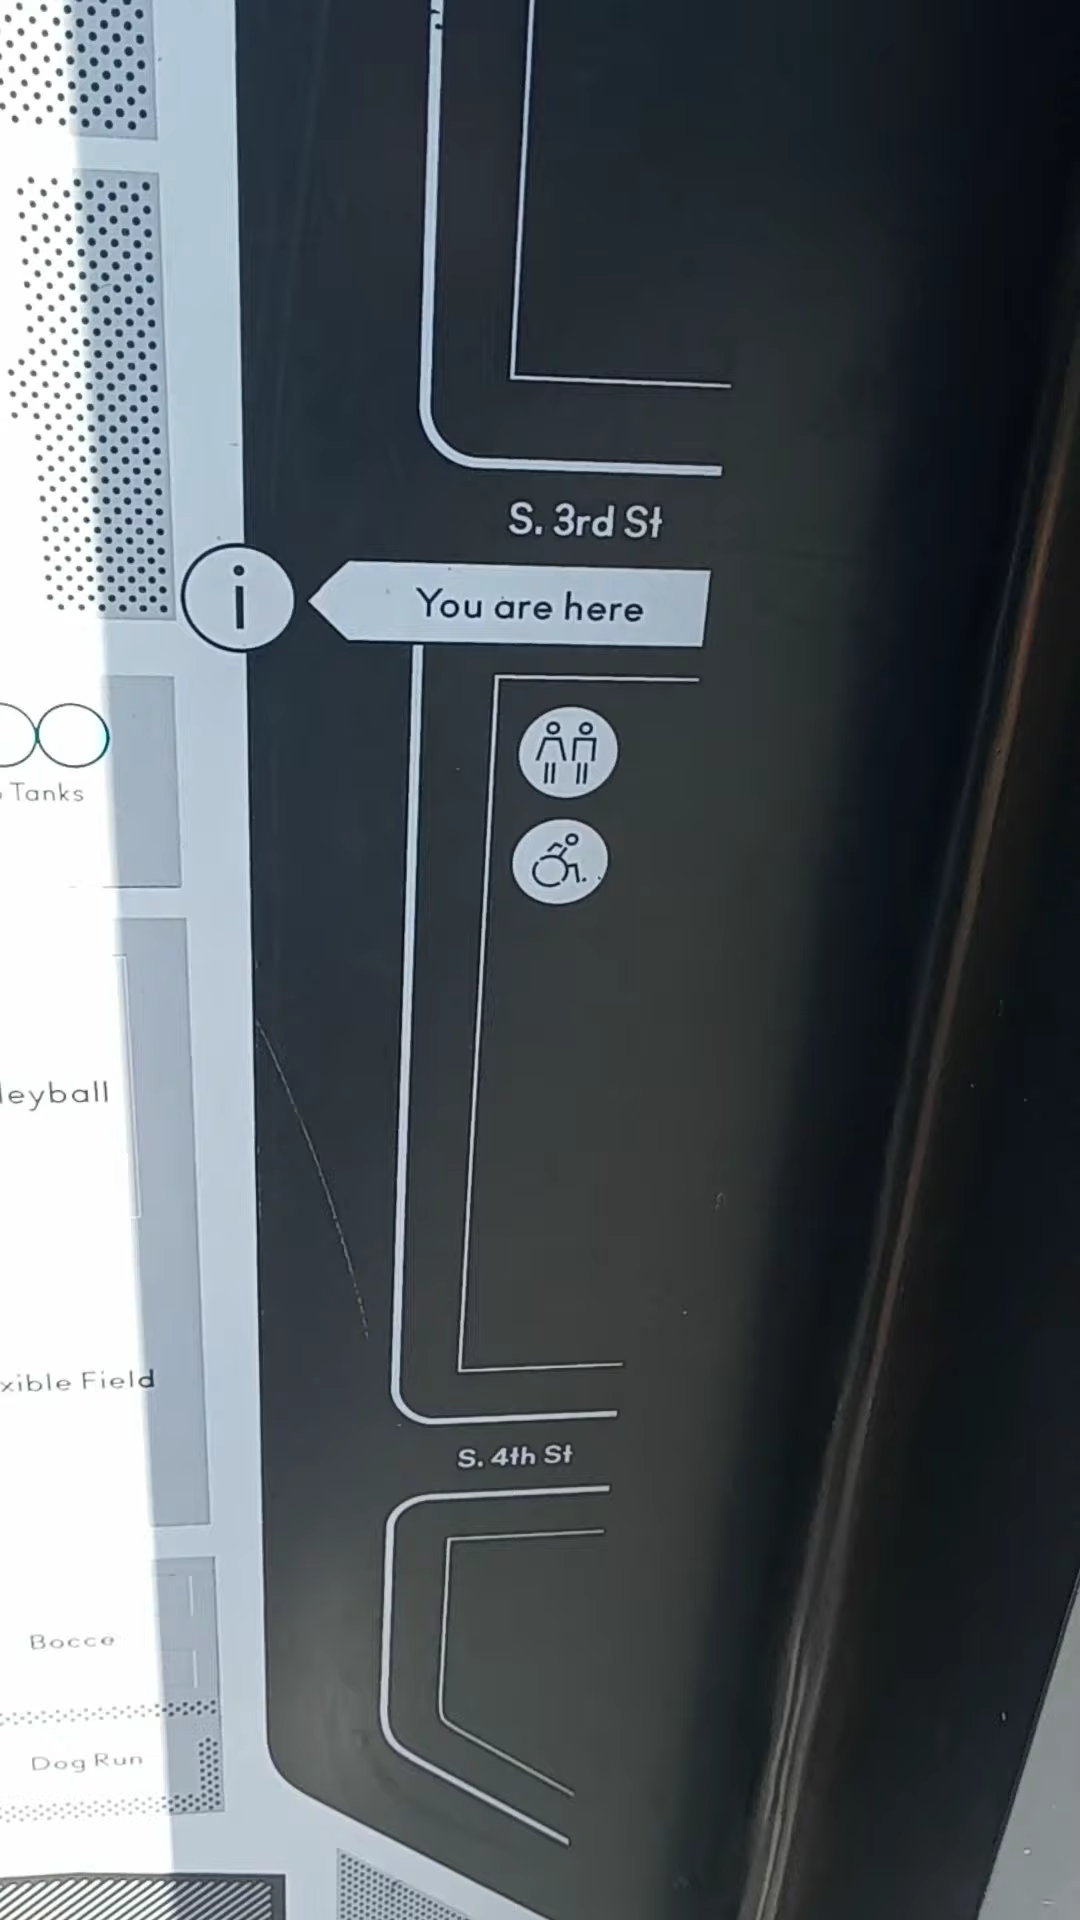 S. 3rd St
i
You are here
Tanks
leyball
xible Field
S. 4th St
Bocce
Dog Run